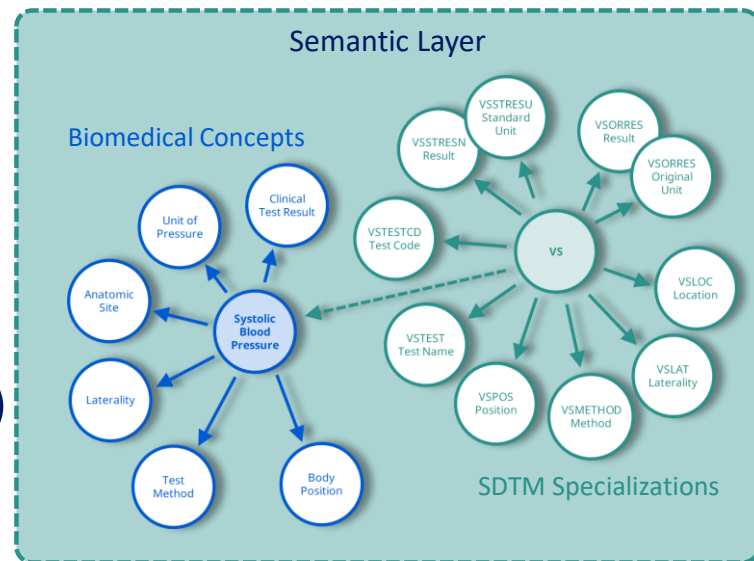 Semantic Layer
Biomedical Concepts
Clinical
Test Result
Unit of
Pressure
Anatomic
Site
Systolic
Blood
Pressure
Laterality
Test
Method
Body
Position
VSSTRESU
Standard
Unit
VSSTRESN
Result
VSORRES
Result
VSORRES
Original
Unit
VSTESTCD
Test Code
VS
VSLOC
Location
VSTEST
Test Name
VSLAT
Laterality
VSPOS
Position
VSMETHOD
Method
SDTM Specializations